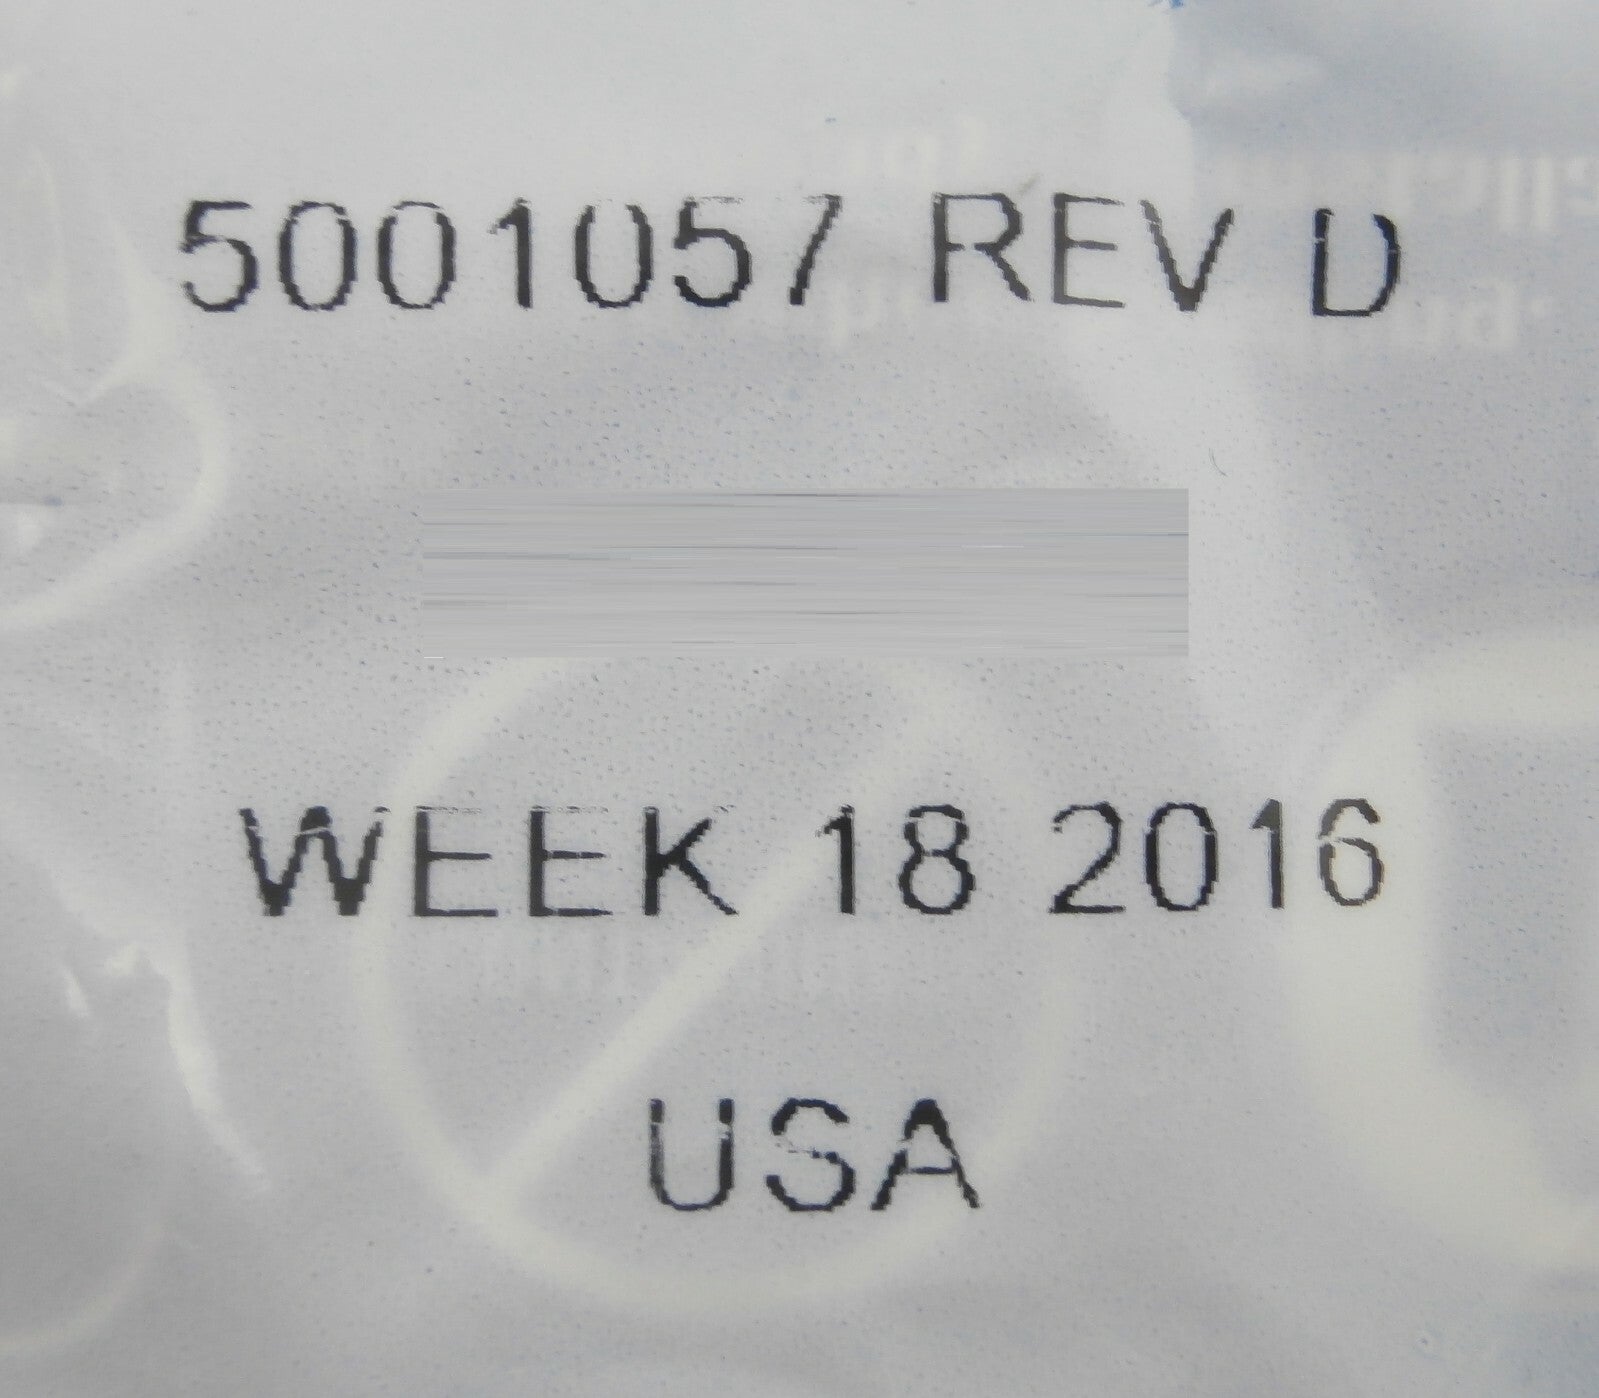 5001057 REV D
WEEK 18 2016
USA